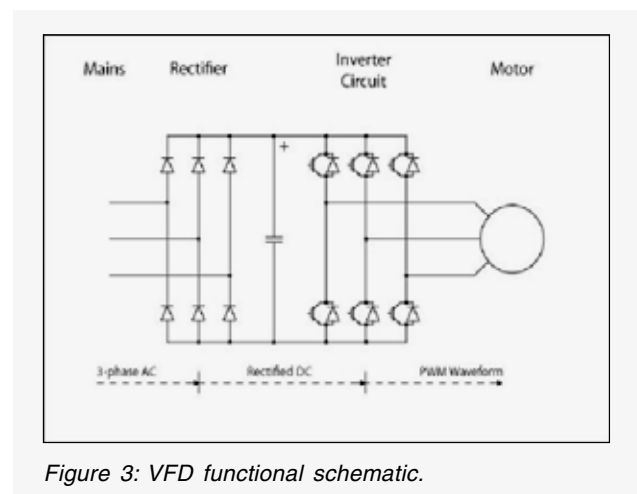 Mains Rectifier Inverter Circuit Motor
+
3-phase AC Rectified DC PWM Waveform
Figure 3: VFD functional schematic.